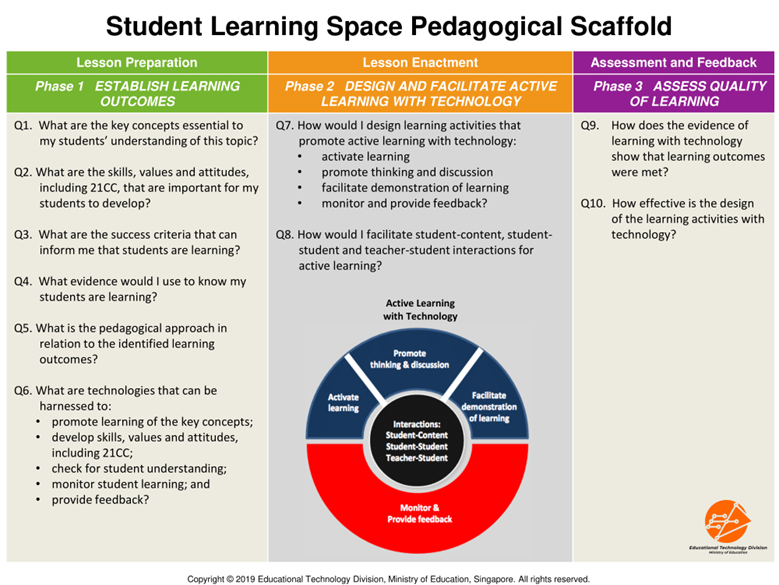 Student Learning Space Pedagogical Scaffold
Lesson Preparation
Phase 1 ESTABLISH LEARNING
OUTCOMES
Q1. What are the key concepts essential to
my students’ understanding of this topic?
Q2. What are the skills, values and attitudes,
including 21CC, that are important for my
students to develop?
Q3. What are the success criteria that can
inform me that students are learning?
Q4. What evidence would I use to know my
students are learning?
Q5. What is the pedagogical approach in
relation to the identified learning
outcomes?
Q6. What are technologies that can be
harnessed to:
• promote learning of the key concepts;
• develop skills, values and attitudes,
including 21CC;
• check for student understanding;
• monitor student learning; and
• provide feedback?
Lesson Enactment
Phase 2 DESIGN AND FACILITATE ACTIVE
LEARNING WITH TECHNOLOGY
Q7. How would I design learning activities that
promote active learning with technology:
• activate learning
• promote thinking and discussion
• facilitate demonstration of learning
• monitor and provide feedback?
Q8. How would I facilitate student-content, student-
student and teacher-student interactions for
active learning?
Active Learning
with Technology
Promote
thinking & discussion
Activate
learning
Facilitate
demonstration
of learning
Interactions:
Student-Content
Student-Student
Teacher-Student
Monitor &
Provide feedback
Assessment and Feedback
Phase 3 ASSESS QUALITY
OF LEARNING
Q9. How does the evidence of
learning with technology
show that learning outcomes
were met?
Q10. How effective is the design
of the learning activities with
technology?
Educational Technology Division
Ministry of Education
Copyright © 2019 Educational Technology Division, Ministry of Education, Singapore. All rights reserved.